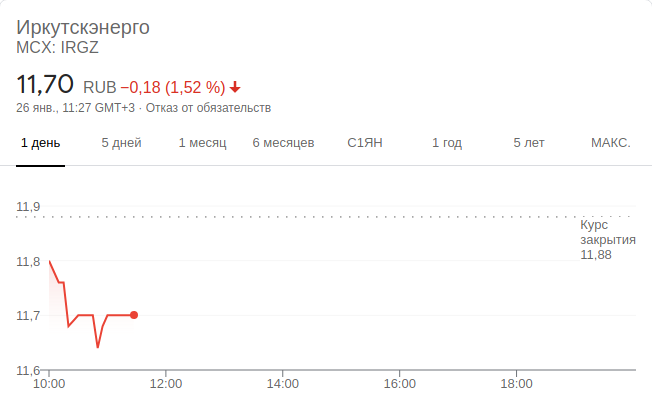 Иркутскэнерго
MCX: IRGZ
11,70 RUB −0,18 (1,52 %)
26 янв., 11:27 GMT+3 · Отказ от обязательств
1 день 5 дней 1 месяц 6 месяцев С1ЯН 1 год 5 лет МАКС.
11,9
Курс
закрытия
11,88
11,8
11,7
11,6
10:00 12:00 14:00 16:00 18:00